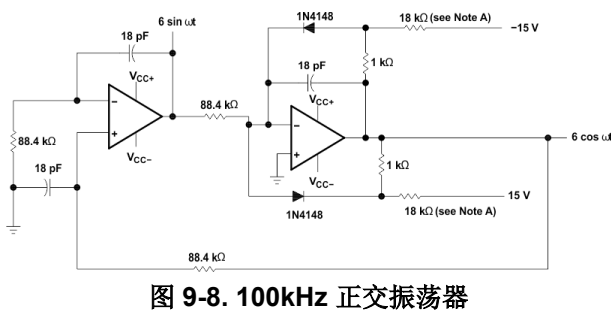 6 sin ωt
18 pF
VCC+
88.4 kΩ
18 pF
VCC−
88.4 kΩ
1N4148
18 kΩ (see Note A)
−15 V
1 kΩ
18 pF
VCC+
VCC−
6 cos ωt
1 kΩ
1N4148
15 V
18 kΩ (see Note A)
88.4 kΩ
图 9-8. 100kHz 正交振荡器